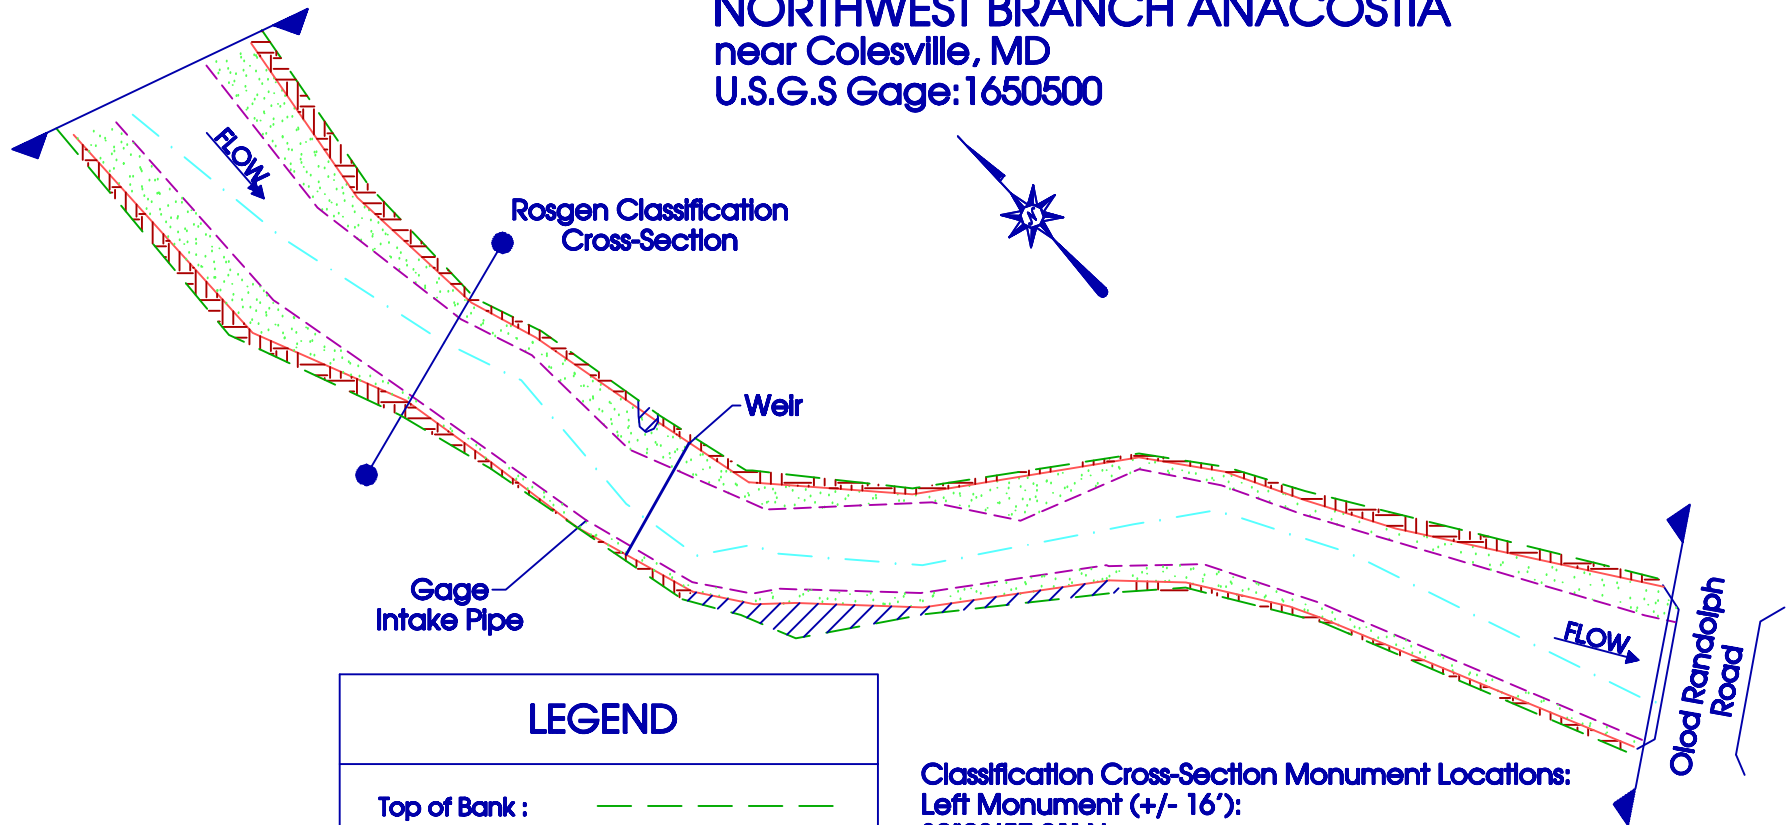 NORTHWEST BRANCH ANACOSTIA
near Colesville, MD
U.S.G.S Gage:1650500
FLOW
N
Rosgen Classification
Cross-Section
Weir
Gage
Intake Pipe
FLOW
Olod Randolph
Road
LEGEND
Top of Bank :
Classification Cross-Section Monument Locations:
Left Monument (+/- 16'):